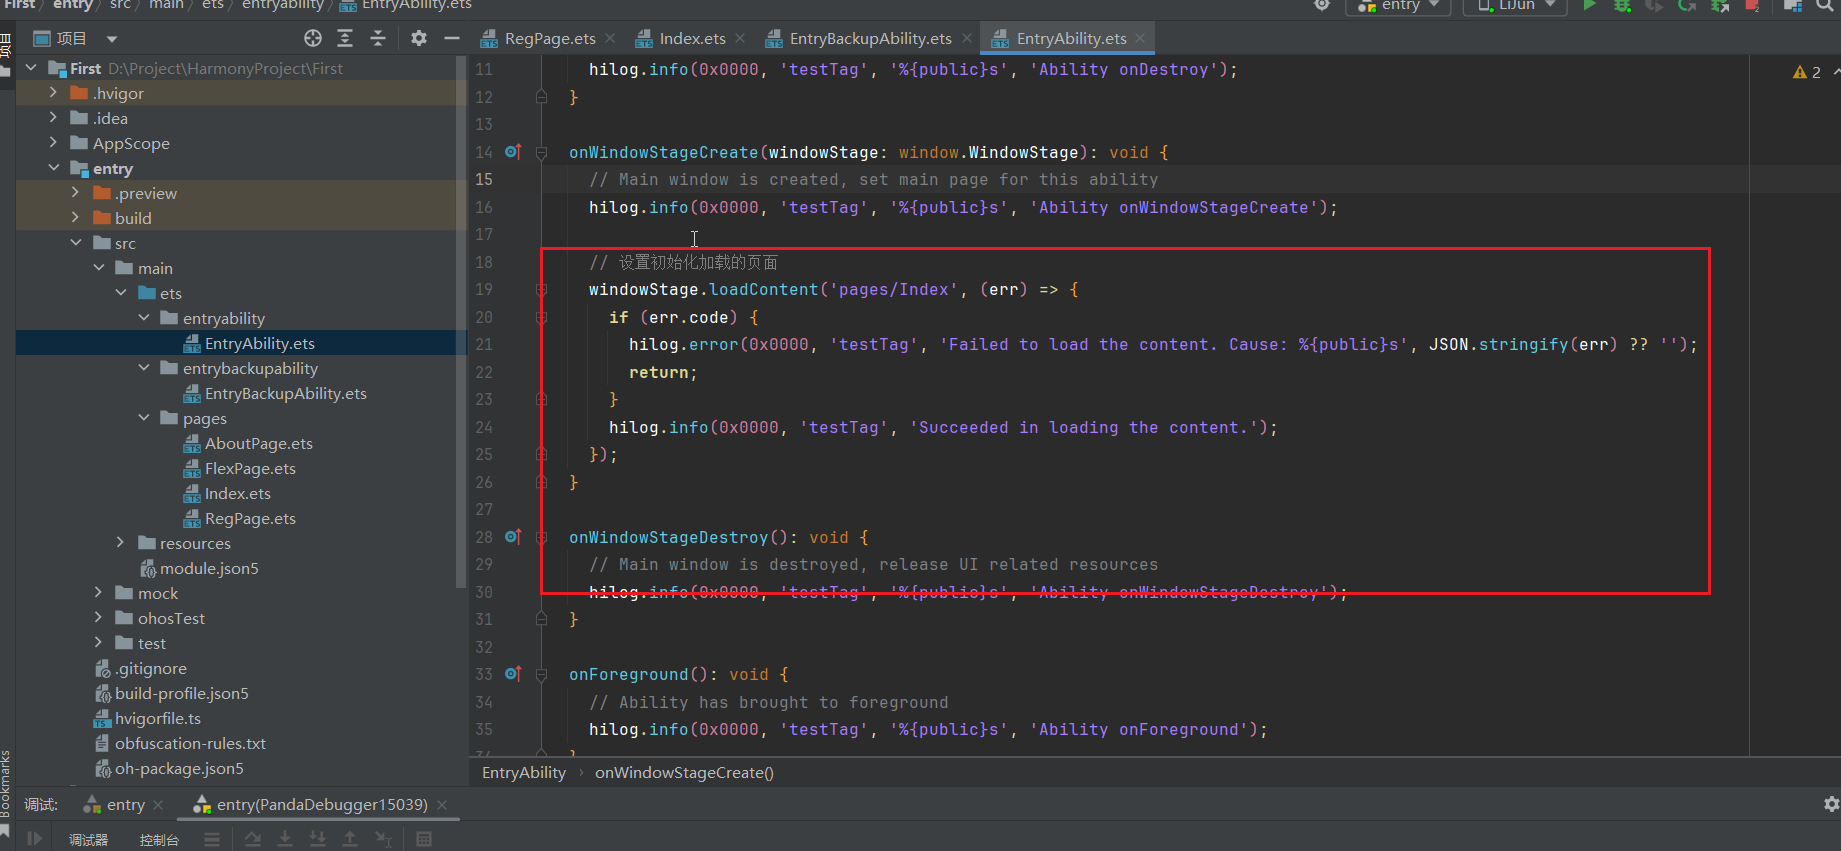 First 〉 entry 〉 src 〉 main 〉 ets 〉 entryability 〉 EntryAbility.ets
entry LiJun
项目
项目 RegPage.ets Index.ets EntryBackupAbility.ets EntryAbility.ets
First D:\Project\HarmonyProject\First
.hvigor
.idea
AppScope
entry
.preview
build
src
main
ets
entryability
EntryAbility.ets
entrybackupability
EntryBackupAbility.ets
pages
AboutPage.ets
FlexPage.ets
Index.ets
RegPage.ets
resources
module.json5
mock
ohosTest
test
.gitignore
build-profile.json5
hvigorfile.ts
obfuscation-rules.txt
oh-package.json5
2
11 hilog.info(0x0000, 'testTag', '%{public}s', 'Ability onDestroy');
12 }
13
14 onWindowStageCreate(windowStage: window.WindowStage): void {
15 // Main window is created, set main page for this ability
16 hilog.info(0x0000, 'testTag', '%{public}s', 'Ability onWindowStageCreate');
17
18 // 设置初始化加载的页面
19 windowStage.loadContent('pages/Index', (err) => {
20 if (err.code) {
21 hilog.error(0x0000, 'testTag', 'Failed to load the content. Cause: %{public}s', JSON.stringify(err) ?? '');
22 return;
23 }
24 hilog.info(0x0000, 'testTag', 'Succeeded in loading the content.');
25 });
26 }
27
28 onWindowStageDestroy(): void {
29 // Main window is destroyed, release UI related resources
30 hilog.info(0x0000, 'testTag', '%{public}s', 'Ability onWindowStageDestroy');
31 }
32
33 onForeground(): void {
34 // Ability has brought to foreground
35 hilog.info(0x0000, 'testTag', '%{public}s', 'Ability onForeground');
EntryAbility 〉 onWindowStageCreate()
Bookmarks
调试: entry entry(PandaDebugger15039)
调试器 控制台